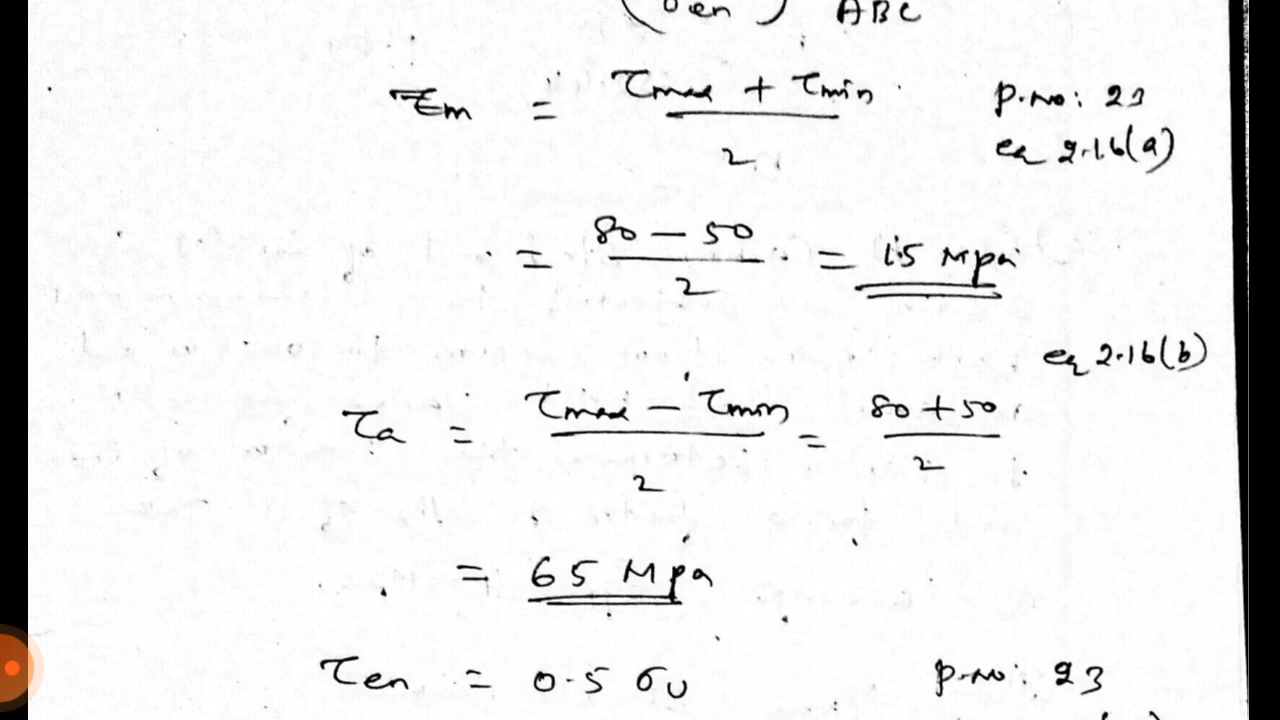 σen ) ABC
τm = τmax + τmin / 2 P.no: 23
eq 2.16(a)
= 80 - 50 / 2 = 15 Mpa
eq 2.16(b)
τa = τmax - τmin / 2 = 80 + 50 / 2
= 65 Mpa
τen = 0.5 σu P.no: 23